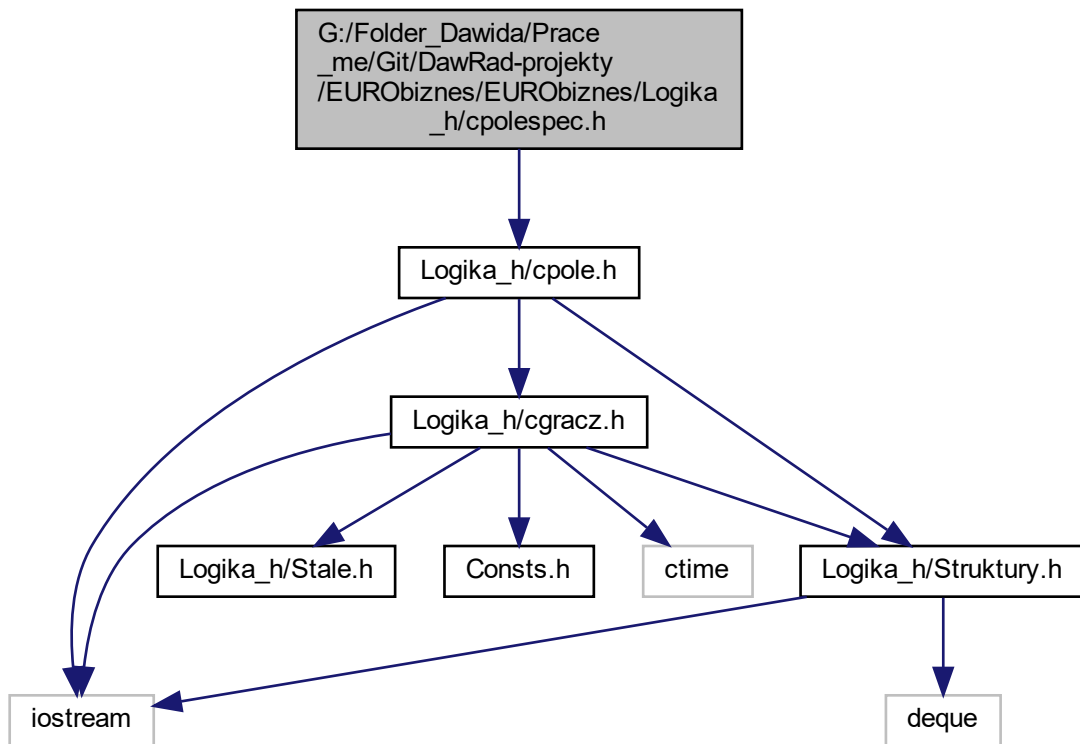 G:/Folder_Dawida/Prace
_me/Git/DawRad-projekty
/EURObiznes/EURObiznes/Logika
_h/cpolespec.h
Logika_h/cpole.h
Logika_h/cgracz.h
Logika_h/Stale.h
Consts.h
ctime
Logika_h/Struktury.h
iostream
deque